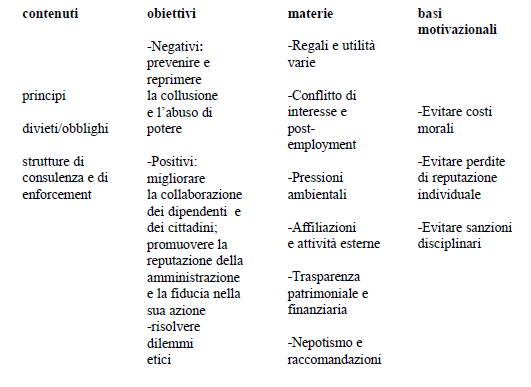 contenuti
principi
divieti/obblighi
strutture di
consulenza e di
enforcement
obiettivi
-Negativi:
prevenire e
reprimere
la collusione
e l'abuso di
potere
-Positivi:
migliorare
la collaborazione
dei dipendenti e
dei cittadini;
promuovere la
reputazione della
amministrazione
e la fiducia nella
sua azione
-risolvere
dilemmi
etici
materie
-Regali e utilità
varie
-Conflitto di
interesse e
post-
employment
-Pressioni
ambientali
-Affiliazioni
e attività esterne
-Trasparenza
patrimoniale e
finanziaria
-Nepotismo e
raccomandazioni
basi
motivazionali
-Evitare costi
morali
-Evitare perdite
di reputazione
individuale
-Evitare sanzioni
disciplinari